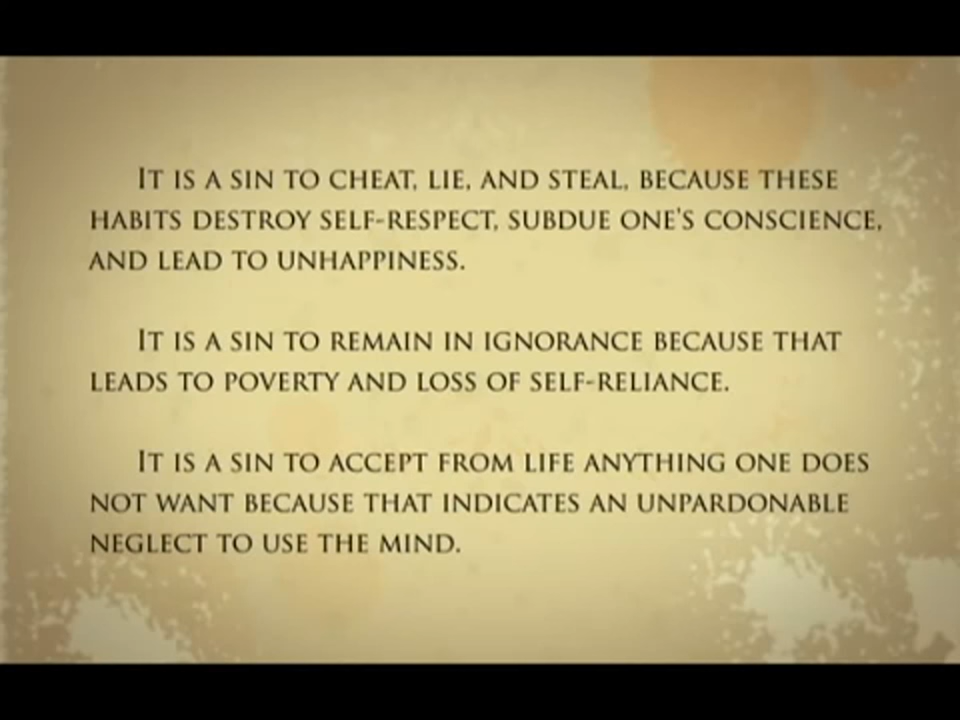 It is a sin to cheat, lie, and steal, because these
habits destroy self-respect, subdue one's conscience,
and lead to unhappiness.
It is a sin to remain in ignorance because that
leads to poverty and loss of self-reliance.
It is a sin to accept from life anything one does
not want because that indicates an unpardonable
neglect to use the mind.